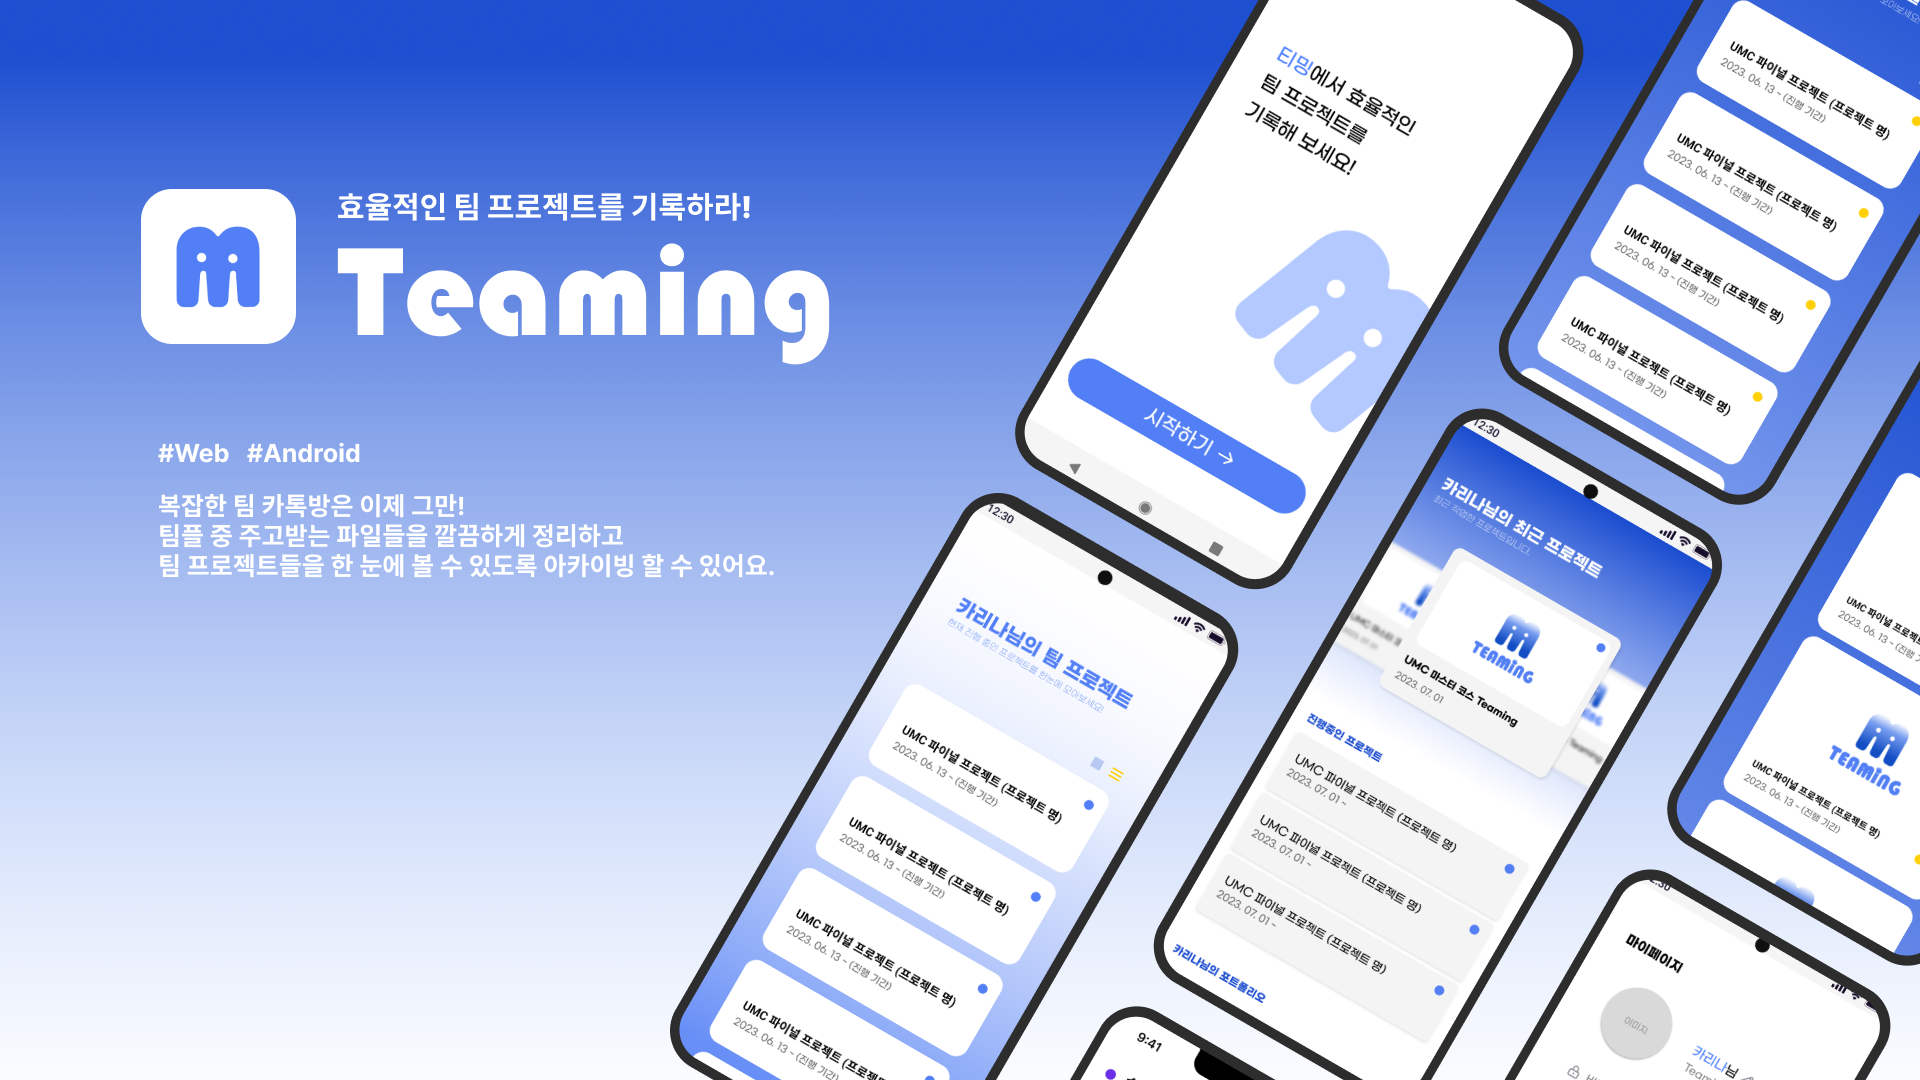 효율적인 팀 프로젝트를 기록하라!
Teaming
#Web #Android
복잡한 팀 카톡방은 이제 그만!
팀플 중 주고받는 파일들을 깔끔하게 정리하고
팀 프로젝트들을 한 눈에 볼 수 있도록 아카이빙 할 수 있어요.
티밍에서 효율적인
팀 프로젝트를
기록해 보세요!
시작하기 →
UMC 파이널 프로젝트 (프로젝트 명)
2023. 06. 13 ~ (진행 기간)
UMC 파이널 프로젝트 (프로젝트 명)
2023. 06. 13 ~ (진행 기간)
UMC 파이널 프로젝트 (프로젝트 명)
2023. 06. 13 ~ (진행 기간)
UMC 파이널 프로젝트 (프로젝트 명)
2023. 06. 13 ~ (진행 기간)
12:30
카리나님의 팀 프로젝트
현재 진행 중인 프로젝트를 한눈에 모아보세요!
UMC 파이널 프로젝트 (프로젝트 명)
2023. 06. 13 ~ (진행 기간)
UMC 파이널 프로젝트 (프로젝트 명)
2023. 06. 13 ~ (진행 기간)
UMC 파이널 프로젝트 (프로젝트 명)
2023. 06. 13 ~ (진행 기간)
UMC 파이널 프로젝트 (프로젝트 명)
2023. 06. 13 ~ (진행 기간)
12:30
카리나님의 최근 프로젝트
최근 작업한 프로젝트입니다.
TEAMING
UMC 마스터 코스 Teaming
2023. 07. 01
Teaming
진행중인 프로젝트
UMC 파이널 프로젝트 (프로젝트 명)
2023. 07. 01 ~
UMC 파이널 프로젝트 (프로젝트 명)
2023. 07. 01 ~
UMC 파이널 프로젝트 (프로젝트 명)
2023. 07. 01 ~
카리나님의 포트폴리오
UMC 파이널 프로젝트
2023. 06. 13 ~ (진행
TEAMING
UMC 파이널 프로젝트 (프로젝트 명)
2023. 06. 13 ~ (진행 기간)
9:41
마이페이지
이미지
카리나님